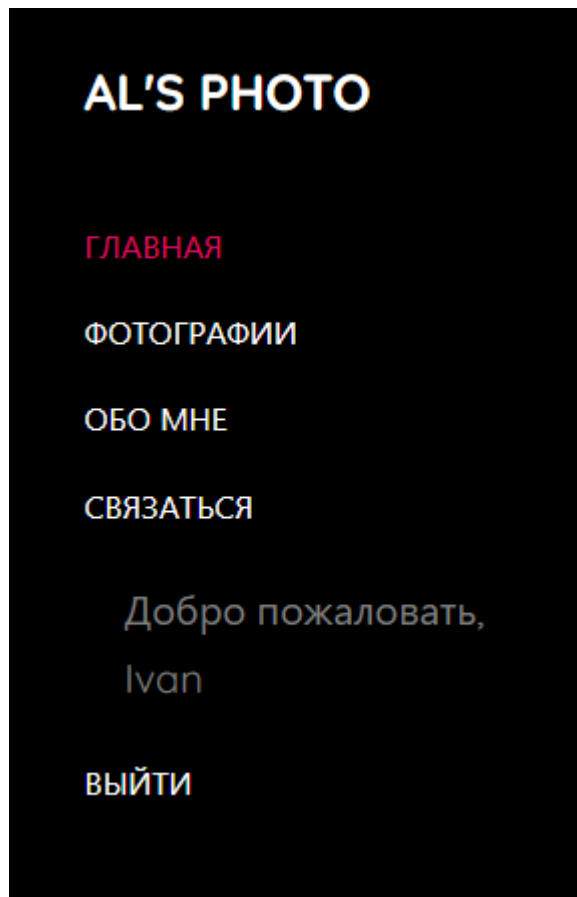 AL'S PHOTO
ГЛАВНАЯ
ФОТОГРАФИИ
ОБО МНЕ
СВЯЗАТЬСЯ
Добро пожаловать,
Ivan
ВЫЙТИ